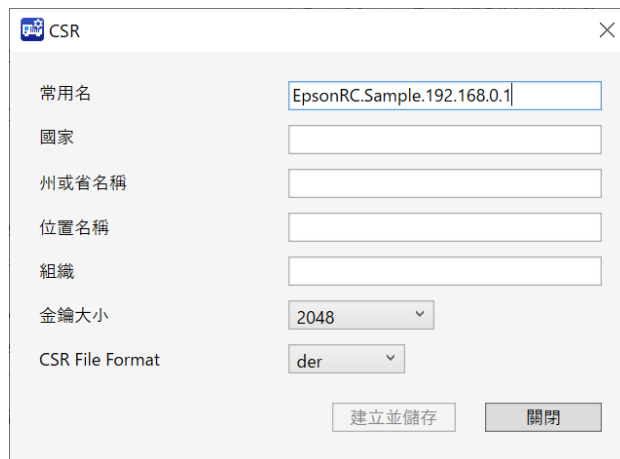 CSR
常用名 EpsonRC.Sample.192.168.0.1
國家
州或省名稱
位置名稱
組織
金鑰大小 2048
CSR File Format der
建立並儲存 關閉